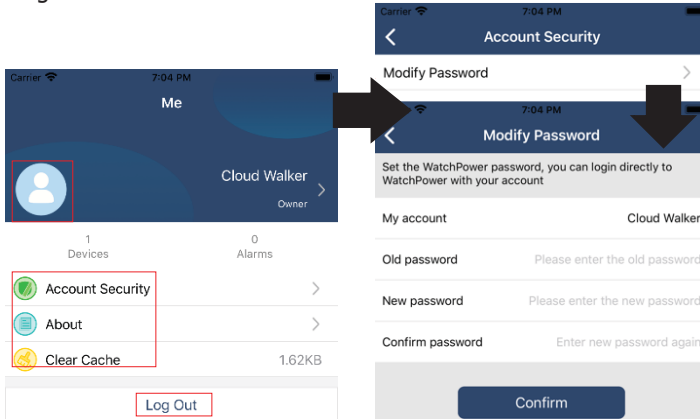 Carrier 7:04 PM
Me
Cloud Walker
Owner
1 0
Devices Alarms
Account Security
About
Clear Cache 1.62KB
Log Out
Carrier 7:04 PM
Account Security
Modify Password
7:04 PM
Modify Password
Set the WatchPower password, you can login directly to
WatchPower with your account
My account Cloud Walker
Old password Please enter the old password
New password Please enter the new password
Confirm password Enter new password again
Confirm